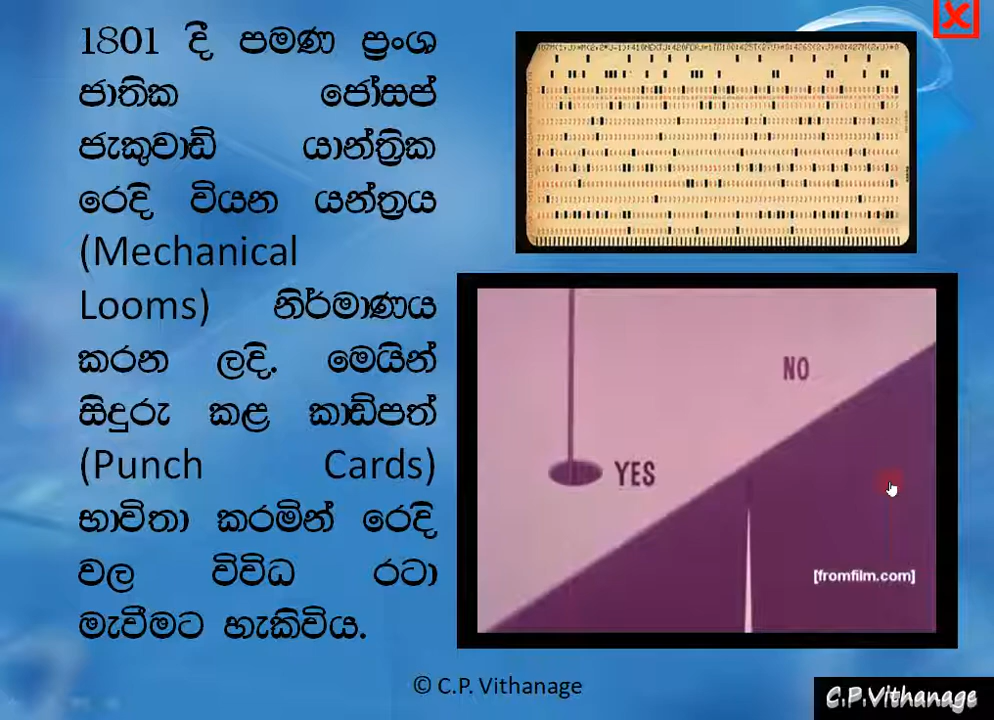 1801 දී පමණ ප්‍රංශ
ජාතික ජෝසප්
ජැකුවාඩ් යාන්ත්‍රික
රෙදි වියන යන්ත්‍රය
(Mechanical
Looms) නිර්මාණය
කරන ලදි. මෙයින්
සිදුරු කළ කාඩ්පත්
(Punch Cards)
භාවිතා කරමින් රෙදි
වල විවිධ රටා
මැවීමට හැකිවිය.
NO
YES
[fromfilm.com]
© C.P. Vithanage
C.P.Vithanage